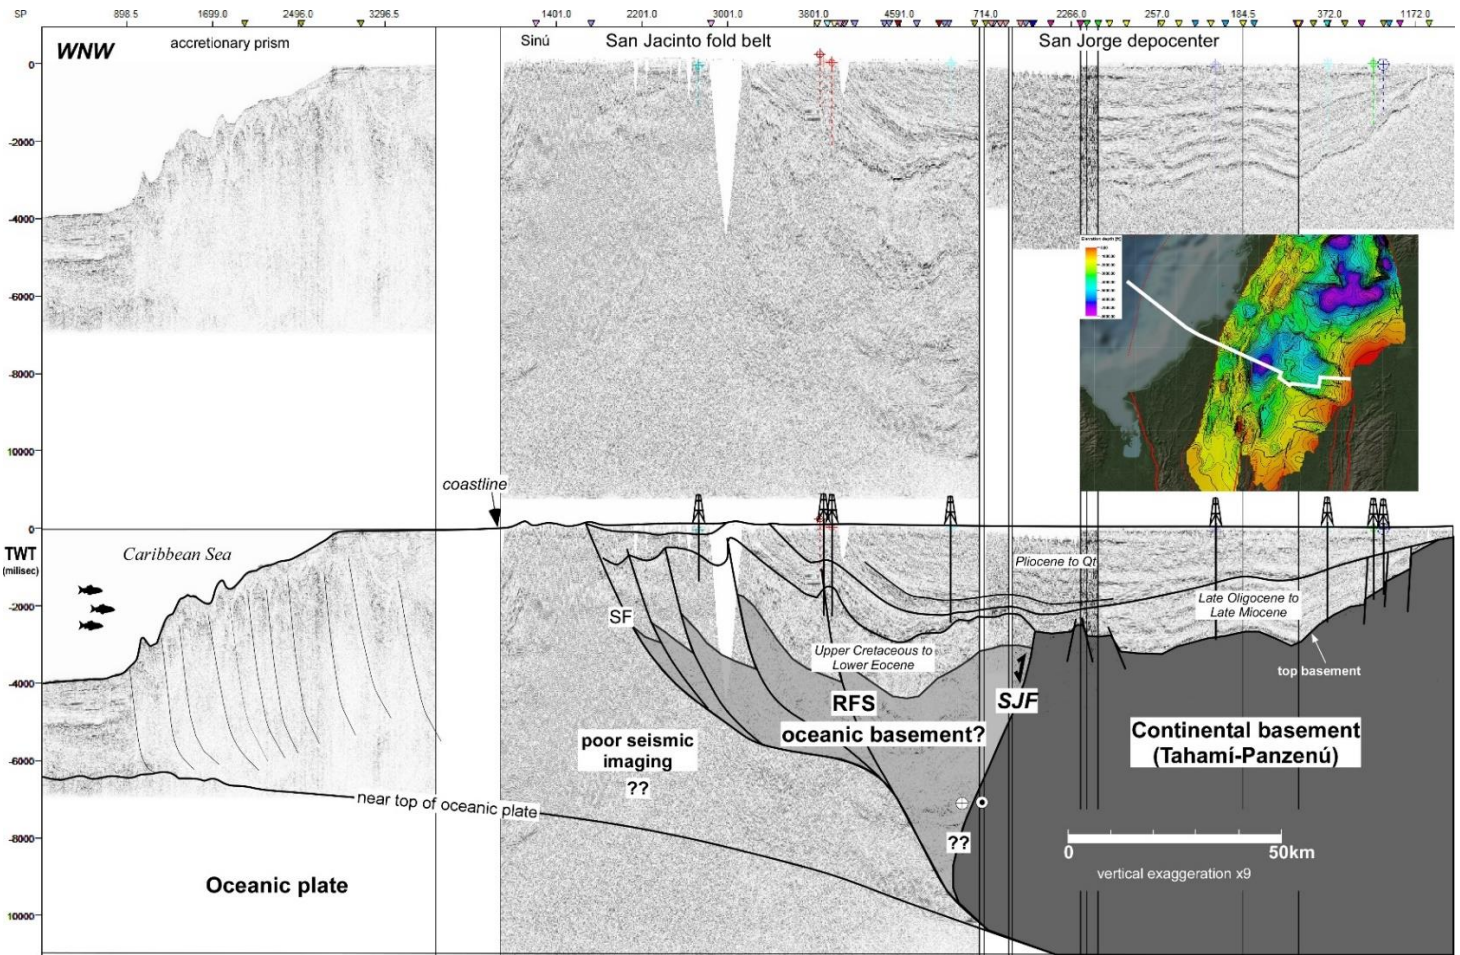 SP 898.5 1699.0 2496.0 3296.5 1401.0 2201.0 3001.0 3801.0 4591.0 714.0 2266.0 257.0 184.5 372.0 1172.0
WNW
accretionary prism
Sinú
San Jacinto fold belt
San Jorge depocenter
0
-2000
-4000
-6000
-8000
10000
coastline
0
TWT
(milisec)
Caribbean Sea
Pliocene to Qt
-2000
Late Oligocene to
Late Miocene
SF
Upper Cretaceous to
Lower Eocene
top basement
-4000
RFS
SJF
oceanic basement?
Continental basement
(Tahamí-Panzenú)
poor seismic
imaging
??
-6000
near top of oceanic plate
-8000
??
0 50km
vertical exaggeration x9
Oceanic plate
10000